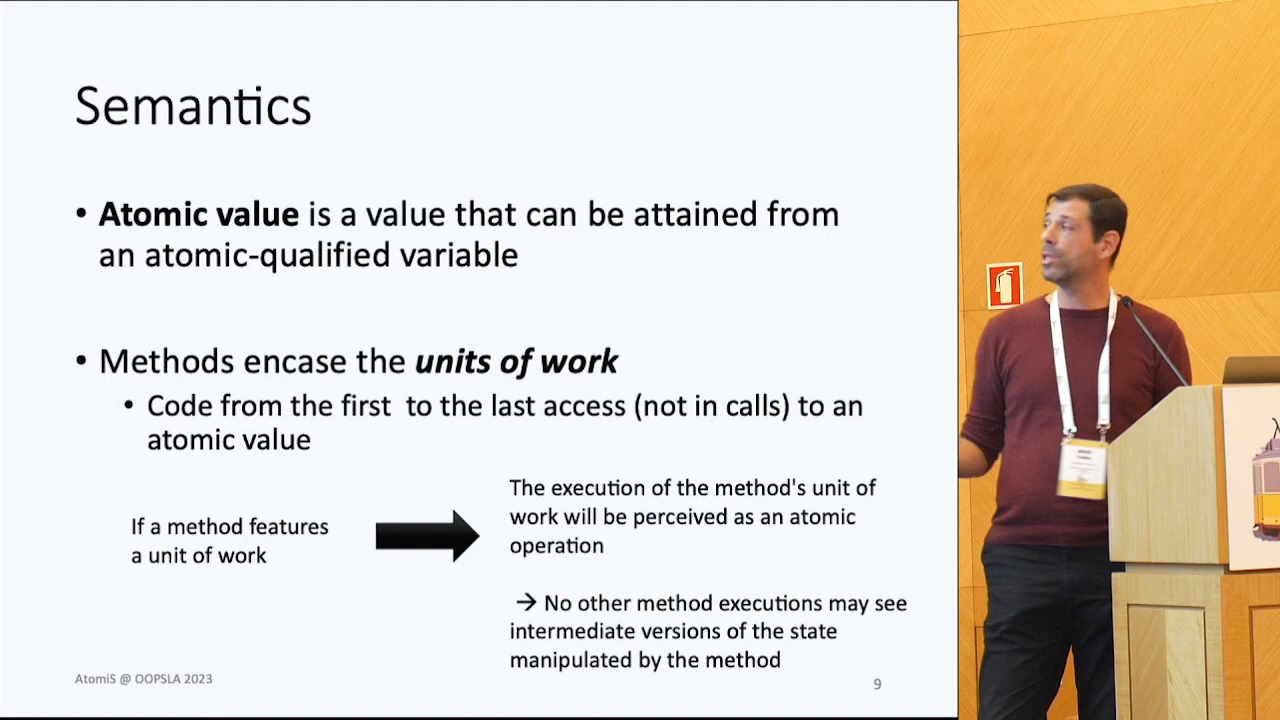 Semantics
• Atomic value is a value that can be attained from
an atomic-qualified variable
• Methods encase the units of work
• Code from the first  to the last access (not in calls) to an
atomic value
If a method features
a unit of work
The execution of the method's unit of
work will be perceived as an atomic
operation
→ No other method executions may see
intermediate versions of the state
manipulated by the method
AtomiS @ OOPSLA 2023
9